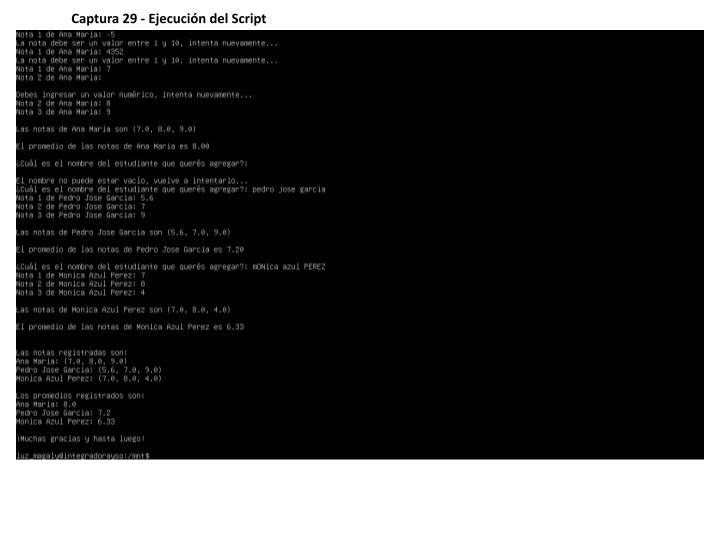 Captura 29 - Ejecución del Script
Nota 1 de Ana Maria: -5
La nota debe ser un valor entre 1 y 10, intenta nuevamente...
Nota 1 de Ana Maria: 4352
La nota debe ser un valor entre 1 y 10, intenta nuevamente...
Nota 1 de Ana Maria: 7
Nota 2 de Ana Maria:
Debes ingresar un valor numérico, intenta nuevamente...
Nota 2 de Ana Maria: 8
Nota 3 de Ana Maria: 9
Las notas de Ana Maria son (7.0, 8.0, 9.0)
El promedio de las notas de Ana Maria es 8.00
¿Cuál es el nombre del estudiante que querés agregar?:
El nombre no puede estar vacío, vuelve a intentarlo...
¿Cuál es el nombre del estudiante que querés agregar?: pedro jose garcia
Nota 1 de Pedro Jose Garcia: 5.6
Nota 2 de Pedro Jose Garcia: 7
Nota 3 de Pedro Jose Garcia: 9
Las notas de Pedro Jose Garcia son (5.6, 7.0, 9.0)
El promedio de las notas de Pedro Jose Garcia es 7.20
¿Cuál es el nombre del estudiante que querés agregar?: mONica azul PEREZ
Nota 1 de Monica Azul Perez: 7
Nota 2 de Monica Azul Perez: 8
Nota 3 de Monica Azul Perez: 4
Las notas de Monica Azul Perez son (7.0, 8.0, 4.0)
El promedio de las notas de Monica Azul Perez es 6.33
Las notas registradas son:
Ana Maria: (7.0, 8.0, 9.0)
Pedro Jose Garcia: (5.6, 7.0, 9.0)
Monica Azul Perez: (7.0, 8.0, 4.0)
Los promedios registrados son:
Ana Maria: 8.0
Pedro Jose Garcia: 7.2
Monica Azul Perez: 6.33
¡Muchas gracias y hasta luego!
luz_magaly@integradorayso:/mnt$